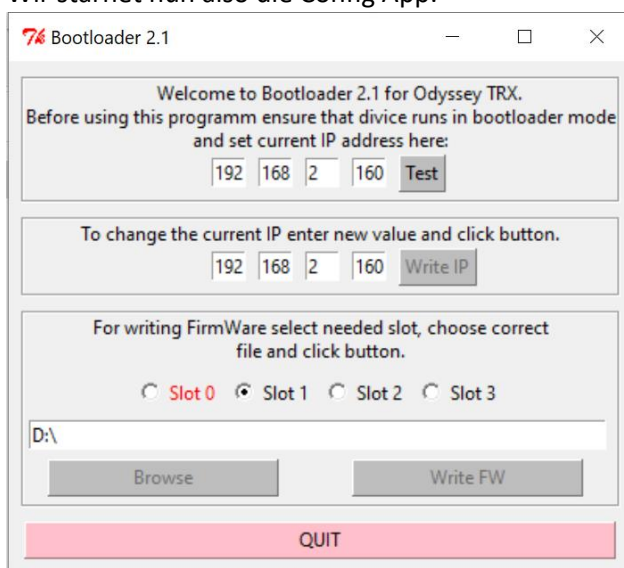 Wir starnet nun also die Config App:
Bootloader 2.1
Welcome to Bootloader 2.1 for Odyssey TRX.
Before using this programm ensure that divice runs in bootloader mode
and set current IP address here:
192 168 2 160 Test
To change the current IP enter new value and click button.
192 168 2 160 Write IP
For writing FirmWare select needed slot, choose correct
file and click button.
Slot 0 Slot 1 Slot 2 Slot 3
D:\
Browse Write FW
QUIT